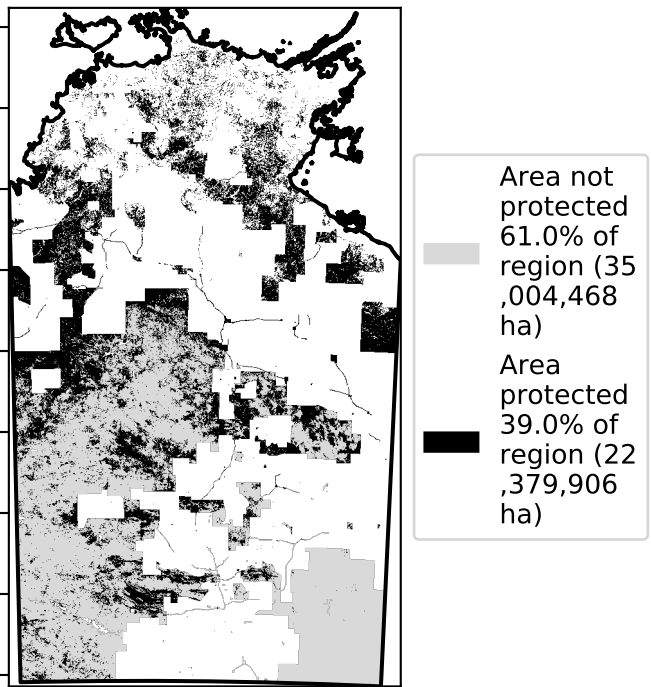 Area not
protected
61.0% of
region (35
,004,468
ha)
Area
protected
39.0% of
region (22
,379,906
ha)